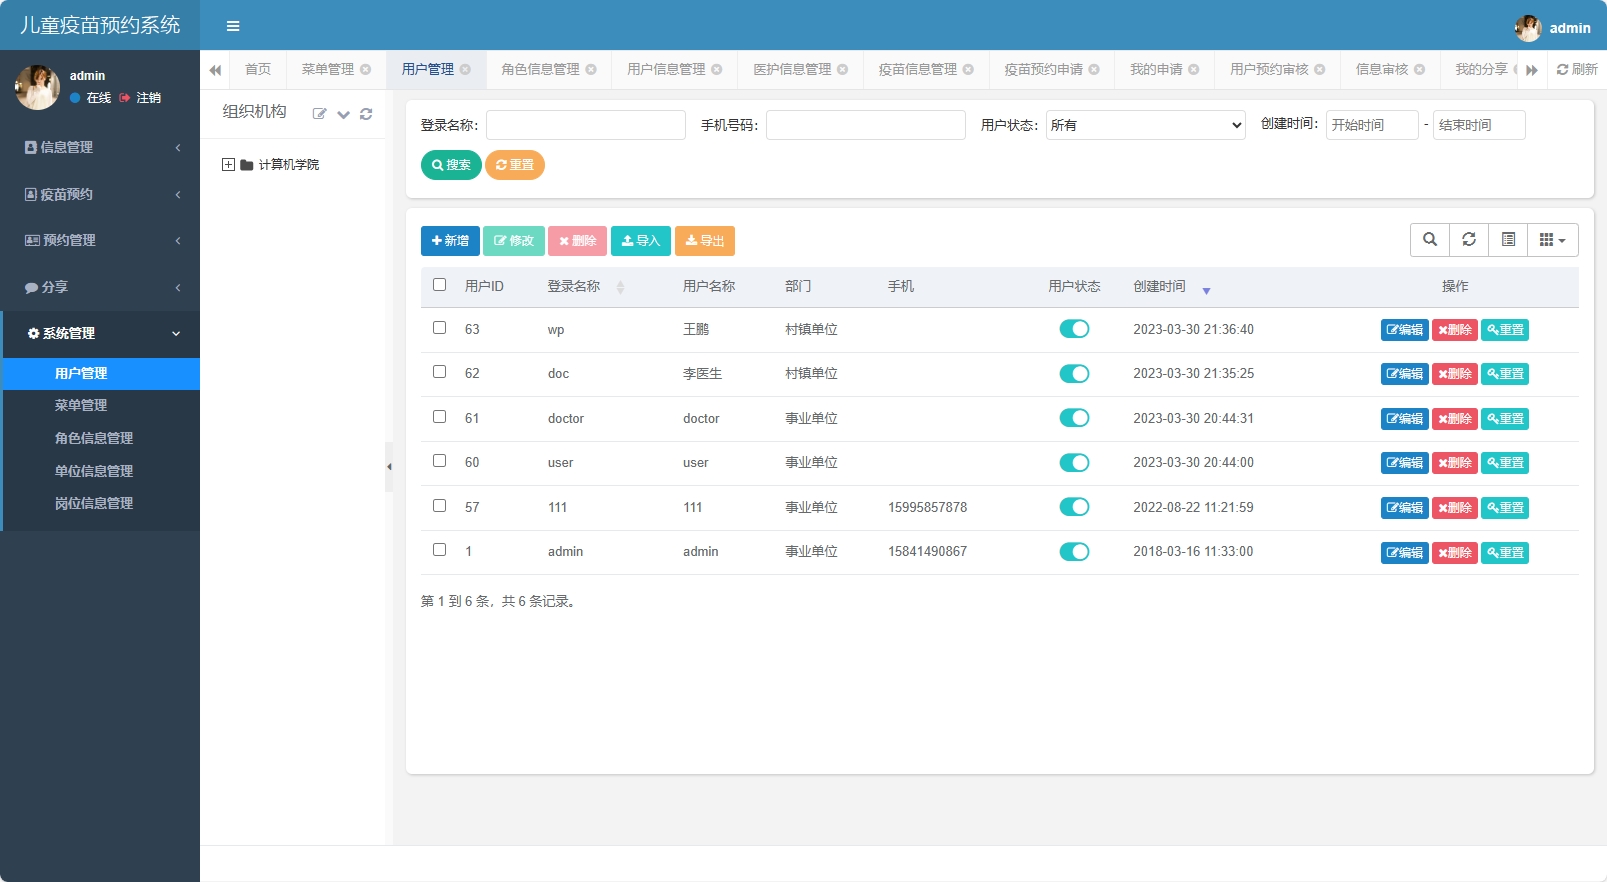 儿童疫苗预约系统
admin
admin
在线 注销
信息管理
疫苗预约
预约管理
分享
系统管理
用户管理
菜单管理
角色信息管理
单位信息管理
岗位信息管理
首页 菜单管理 用户管理 角色信息管理 用户信息管理 医护信息管理 疫苗信息管理 疫苗预约申请 我的申请 用户预约审核 信息审核 我的分享 刷新
组织机构
计算机学院
登录名称： 手机号码： 用户状态： 所有 创建时间： 开始时间 - 结束时间
搜索 重置
新增 修改 删除 导入 导出
用户ID 登录名称 用户名称 部门 手机 用户状态 创建时间 操作
63 wp 王鹏 村镇单位 2023-03-30 21:36:40 编辑 删除 重置
62 doc 李医生 村镇单位 2023-03-30 21:35:25 编辑 删除 重置
61 doctor doctor 事业单位 2023-03-30 20:44:31 编辑 删除 重置
60 user user 事业单位 2023-03-30 20:44:00 编辑 删除 重置
57 111 111 事业单位 15995857878 2022-08-22 11:21:59 编辑 删除 重置
1 admin admin 事业单位 15841490867 2018-03-16 11:33:00 编辑 删除 重置
第 1 到 6 条，共 6 条记录。